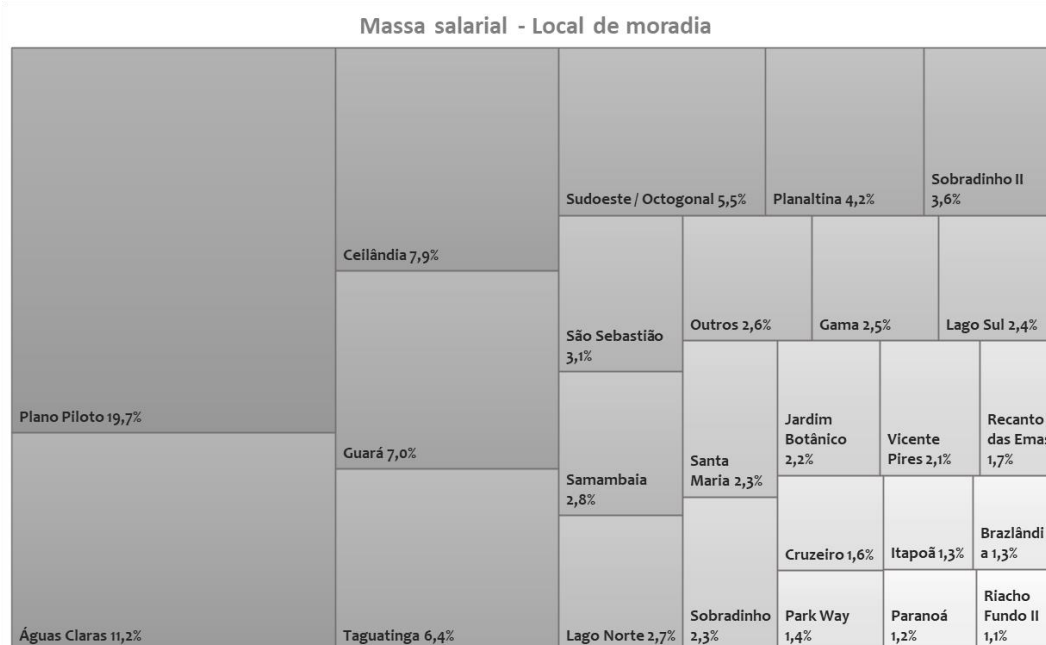 Massa salarial - Local de moradia
Plano Piloto 19,7%
Águas Claras 11,2%
Ceilândia 7,9%
Guará 7,0%
Taguatinga 6,4%
Sudoeste / Octogonal 5,5%
Planaltina 4,2%
Sobradinho II
3,6%
São Sebastião
3,1%
Samambaia
2,8%
Lago Norte 2,7%
Outros 2,6%
Gama 2,5%
Lago Sul 2,4%
Santa
Maria 2,3%
Sobradinho
2,3%
Jardim
Botânico
2,2%
Vicente
Pires 2,1%
Recanto
das Emas
1,7%
Cruzeiro 1,6%
Itapoã 1,3%
Brazlândi
a 1,3%
Park Way
1,4%
Paranoá
1,2%
Riacho
Fundo II
1,1%